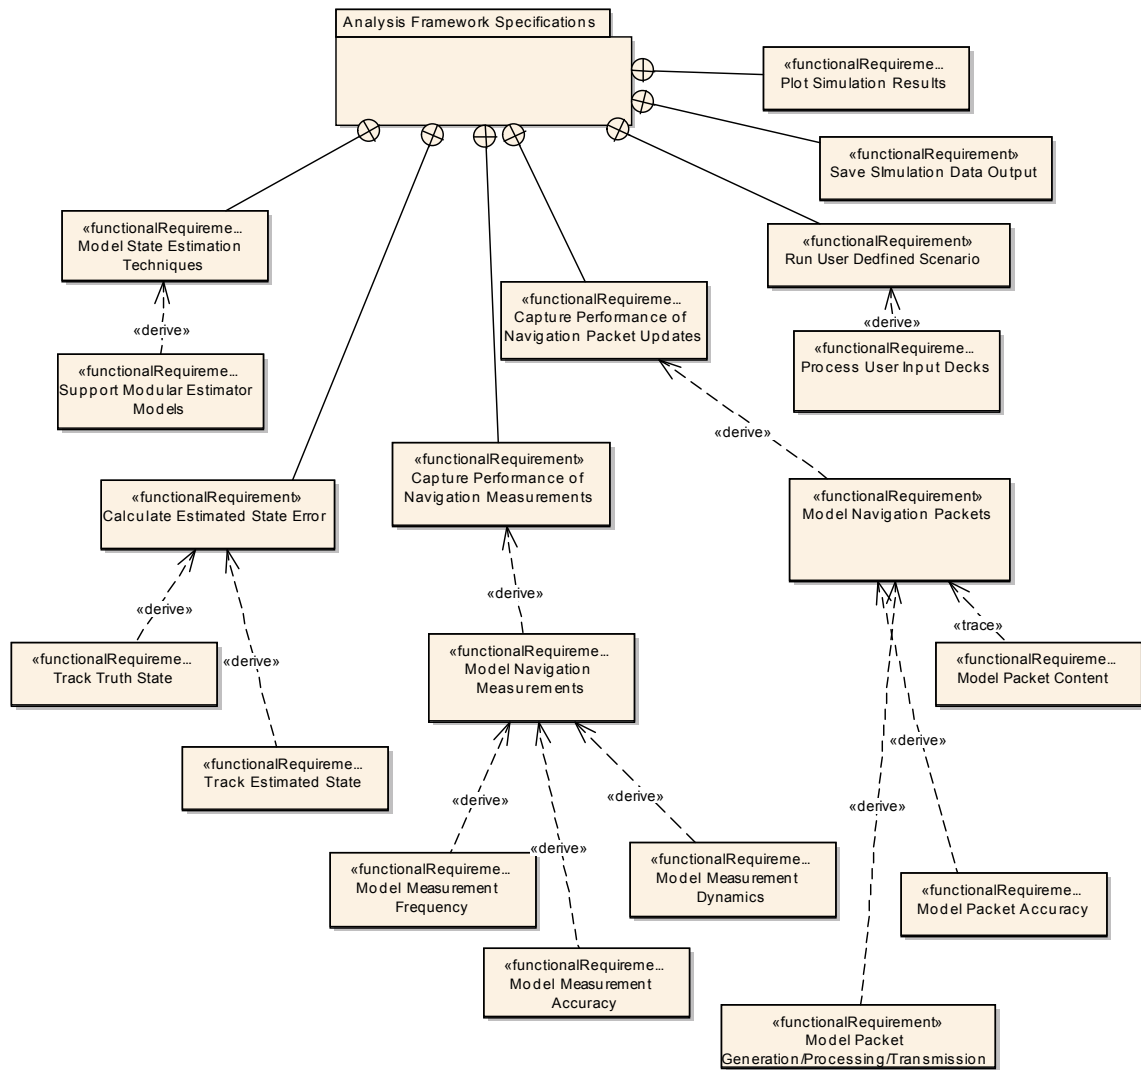 Analysis Framework Specifications
«functionalRequireme...
Plot Simulation Results
«functionalRequirement»
Save SImulation Data Output
«functionalRequireme...
Model State Estimation
Techniques
«functionalRequirement»
Run User Dedfined Scenario
«functionalRequireme...
Capture Performance of
Navigation Packet Updates
«derive»
«derive»
«functionalRequireme...
Support Modular Estimator
Models
«functionalRequireme...
Process User Input Decks
«derive»
«functionalRequirement»
Capture Performance of
Navigation Measurements
«functionalRequirement»
Calculate Estimated State Error
«functionalRequirement»
Model Navigation Packets
«derive»
«derive»
«trace»
«functionalRequireme...
Track Truth State
«derive»
«functionalRequireme...
Model Navigation
Measurements
«functionalRequireme...
Model Packet Content
«functionalRequireme...
Track Estimated State
«derive»
«derive»
«derive»
«derive»
«derive»
«functionalRequireme...
Model Measurement
Frequency
«functionalRequireme...
Model Measurement
Dynamics
«functionalRequireme...
Model Packet Accuracy
«functionalRequireme...
Model Measurement
Accuracy
«functionalRequirement»
Model Packet
Generation/Processing/Transmission